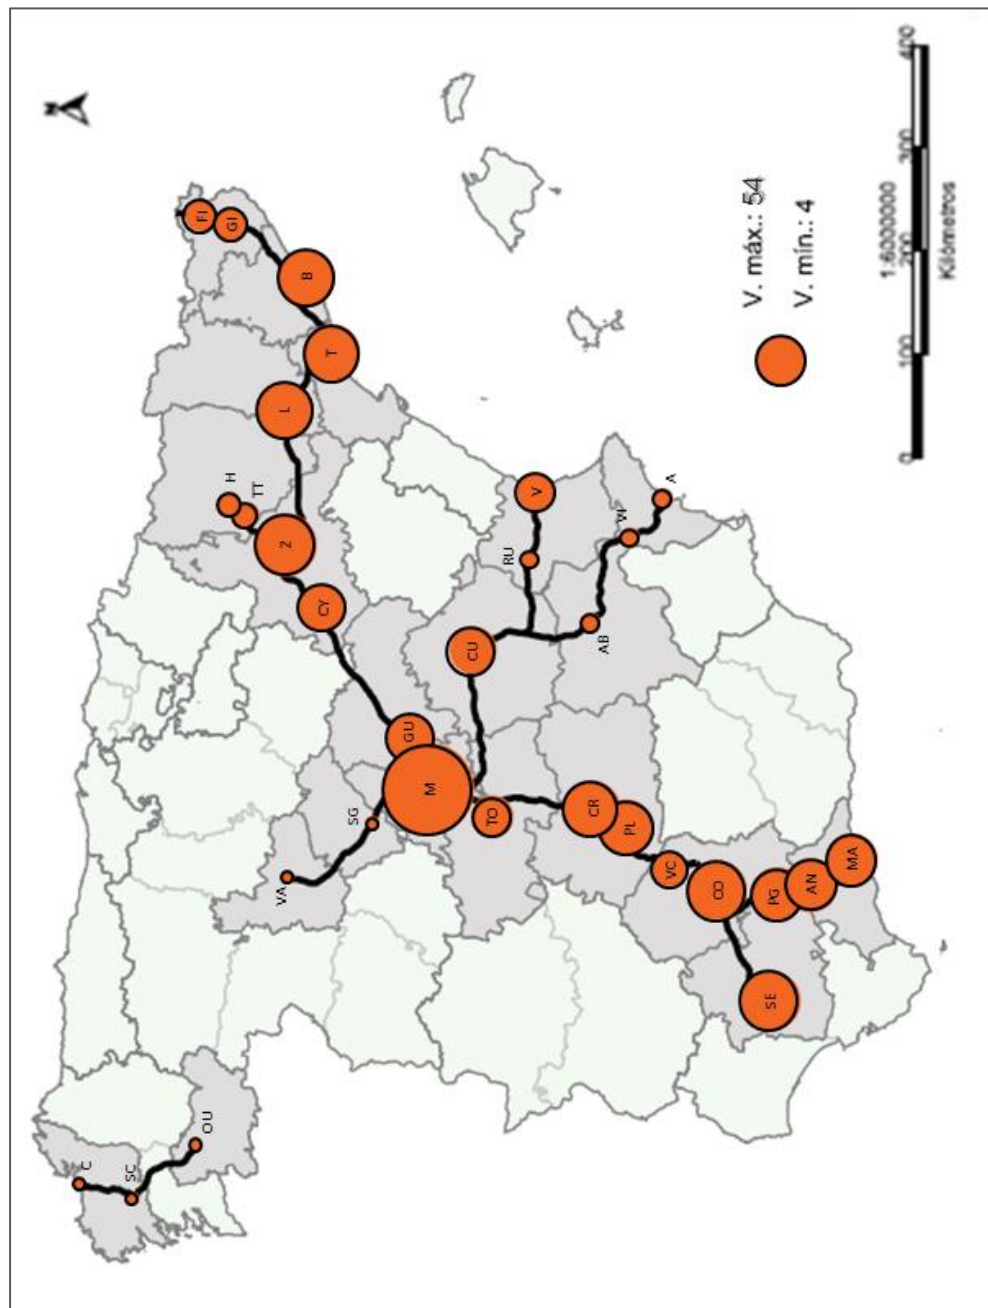 N
FI
GI
B
T
L
H
TT
Z
CY
GU
M
SG
VA
TO
CU
RU
V
AB
VI
A
CR
PL
VC
CO
PG
AN
MA
SE
C
SC
OU
V. máx.: 54
V. mín.: 4
1:6000000
0 100 200 300 400
Kilómetros